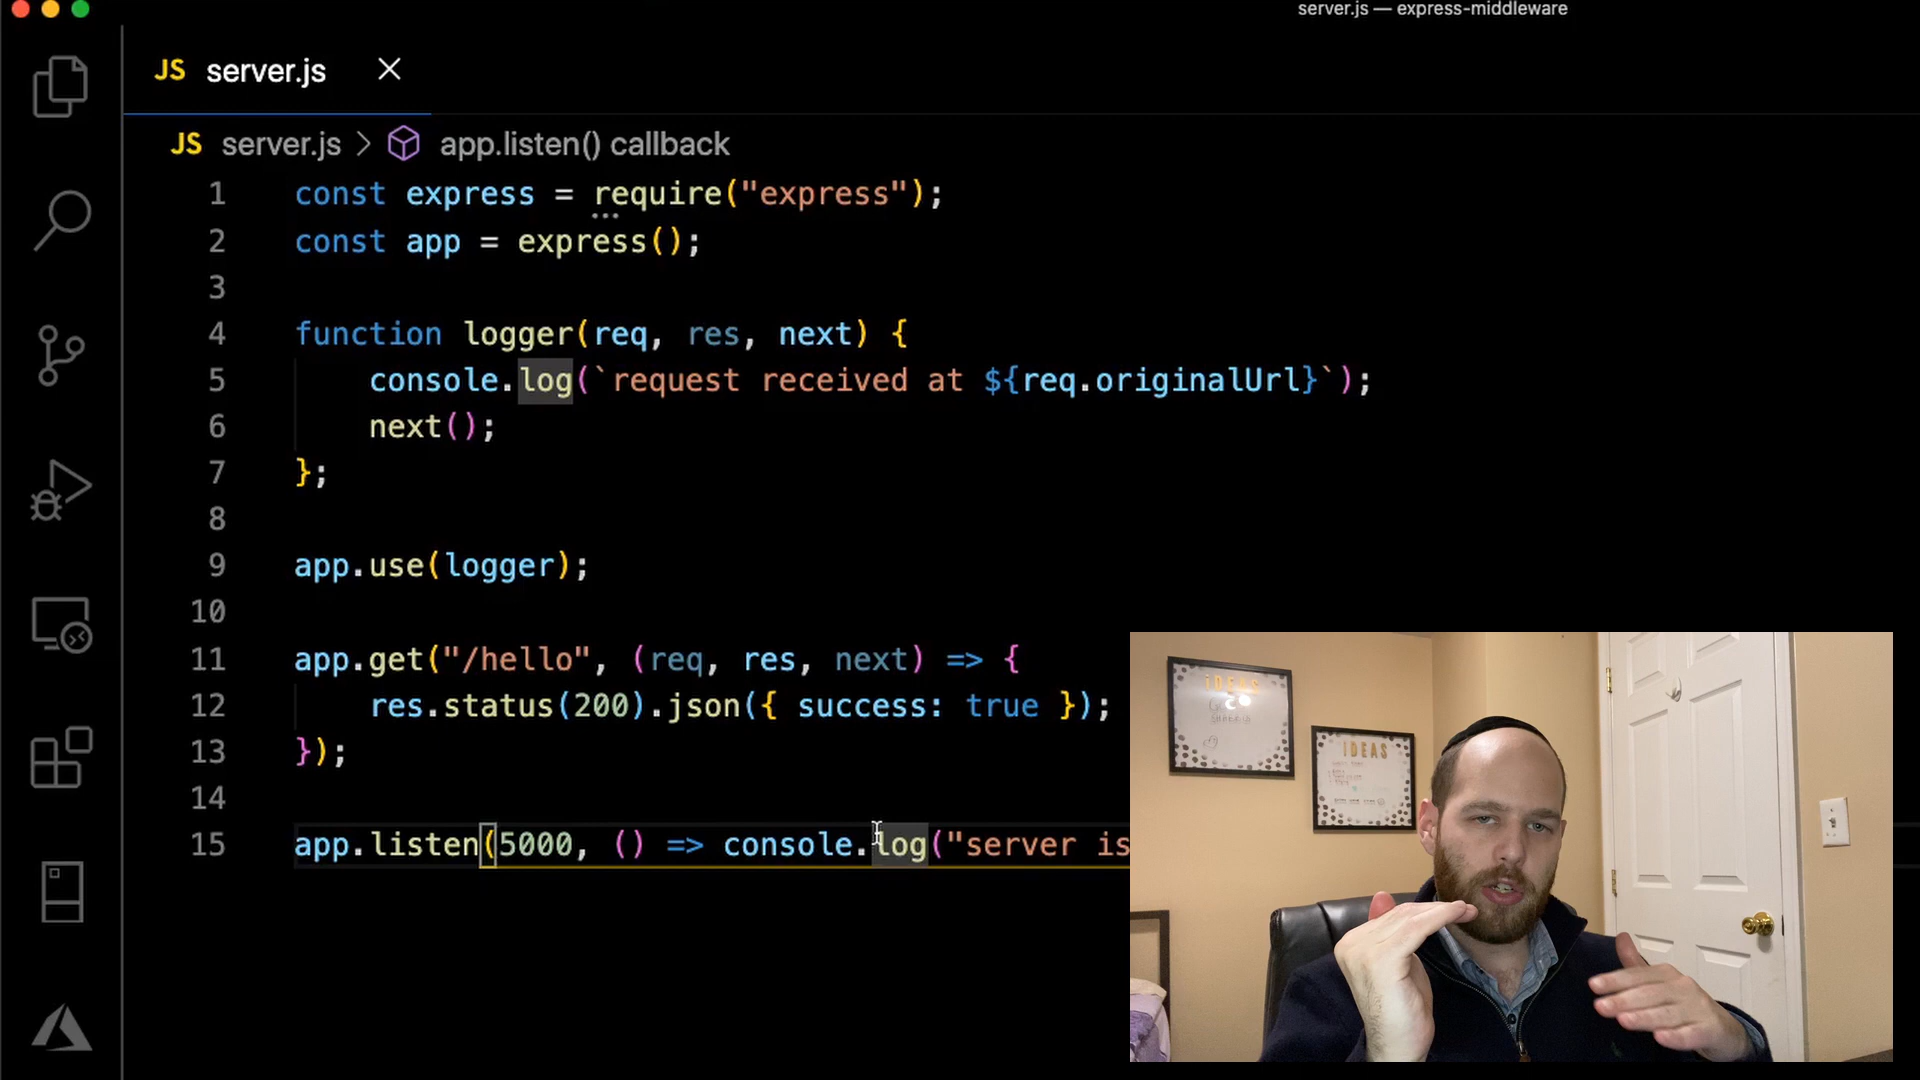 server.js — express-middleware
JS server.js
JS server.js > app.listen() callback
1 const express = require("express");
2 const app = express();
3
4 function logger(req, res, next) {
5 console.log(`request received at ${req.originalUrl}`);
6 next();
7 };
8
9 app.use(logger);
10
11 app.get("/hello", (req, res, next) => {
12 res.status(200).json({ success: true });
13 });
14
15 app.listen(5000, () => console.log("server is
IDEAS
IDEAS